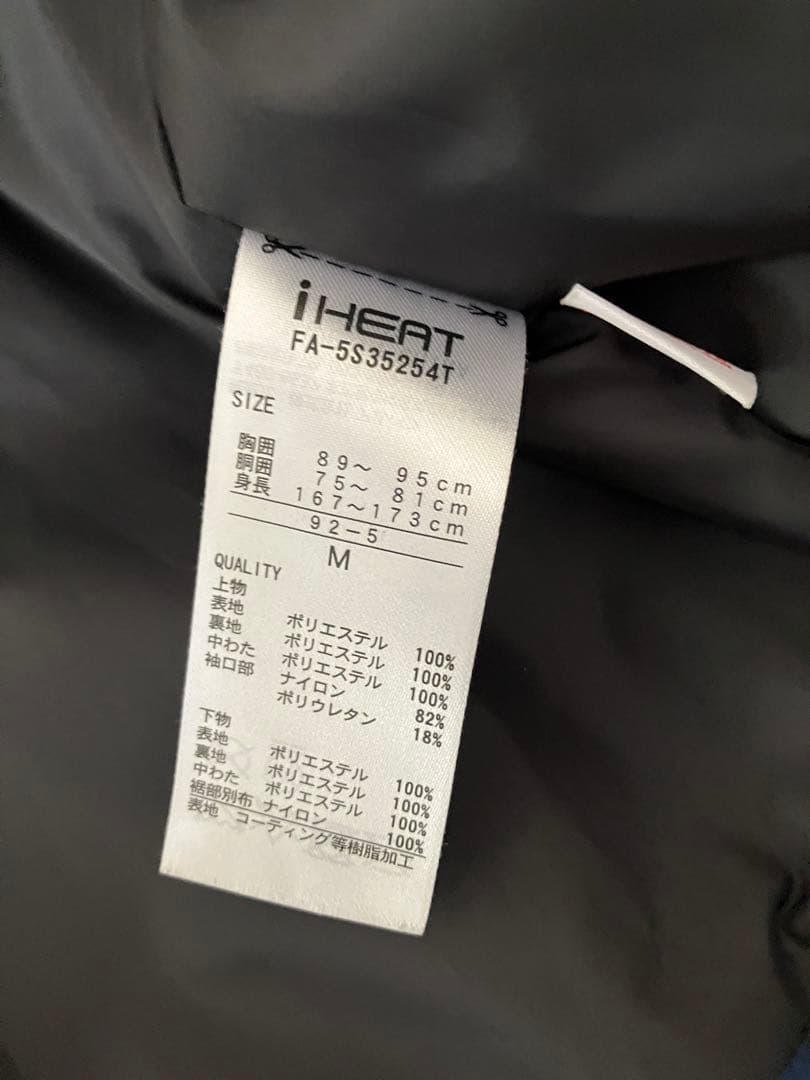 iHEAT
FA-5S35254T
SIZE
胸囲 89～ 95cm
胴囲 75～ 81cm
身長 167～173cm
92-5
M
QUALITY
上物
表地 ポリエステル 100%
裏地 ポリエステル 100%
中わた ポリエステル 100%
袖口部 ナイロン 82%
ポリウレタン 18%
下物
表地 ポリエステル 100%
裏地 ポリエステル 100%
中わた ポリエステル 100%
裾部別布 ナイロン 100%
表地 コーティング等樹脂加工